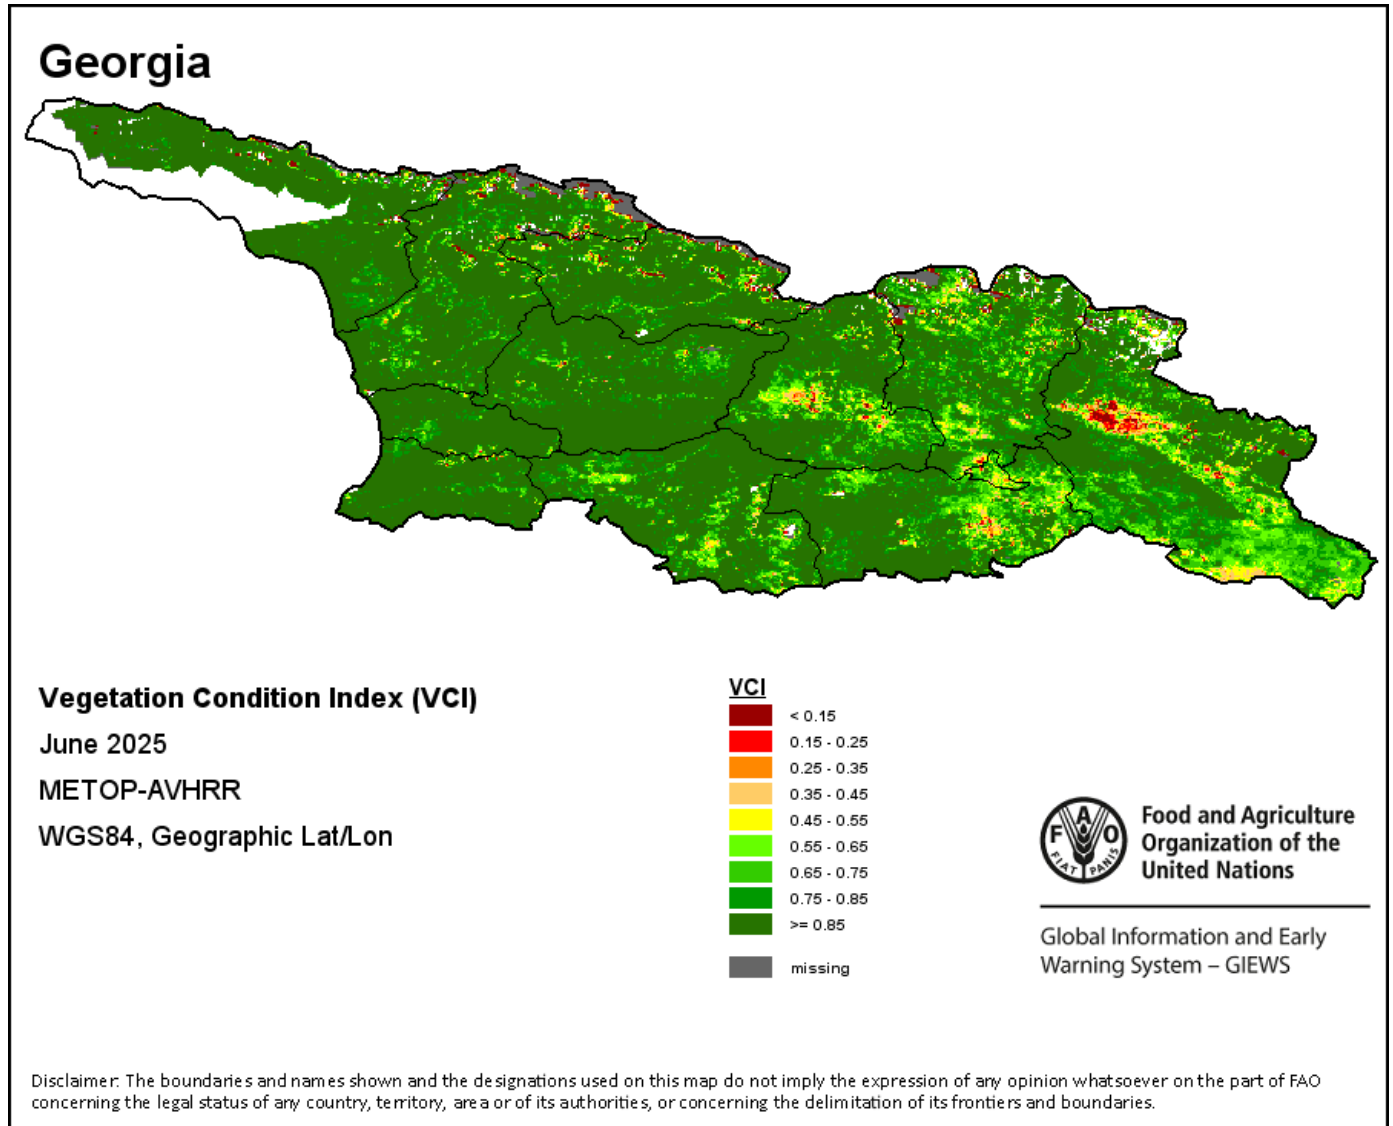 Georgia
Vegetation Condition Index (VCI)
June 2025
METOP-AVHRR
WGS84, Geographic Lat/Lon
VCI
< 0.15
0.15 - 0.25
0.25 - 0.35
0.35 - 0.45
0.45 - 0.55
0.55 - 0.65
0.65 - 0.75
0.75 - 0.85
>= 0.85
missing
F A O
FIAT PANIS
Food and Agriculture
Organization of the
United Nations
Global Information and Early
Warning System – GIEWS
Disclaimer: The boundaries and names shown and the designations used on this map do not imply the expression of any opinion whatsoever on the part of FAO
concerning the legal status of any country, territory, area or of its authorities, or concerning the delimitation of its frontiers and boundaries.